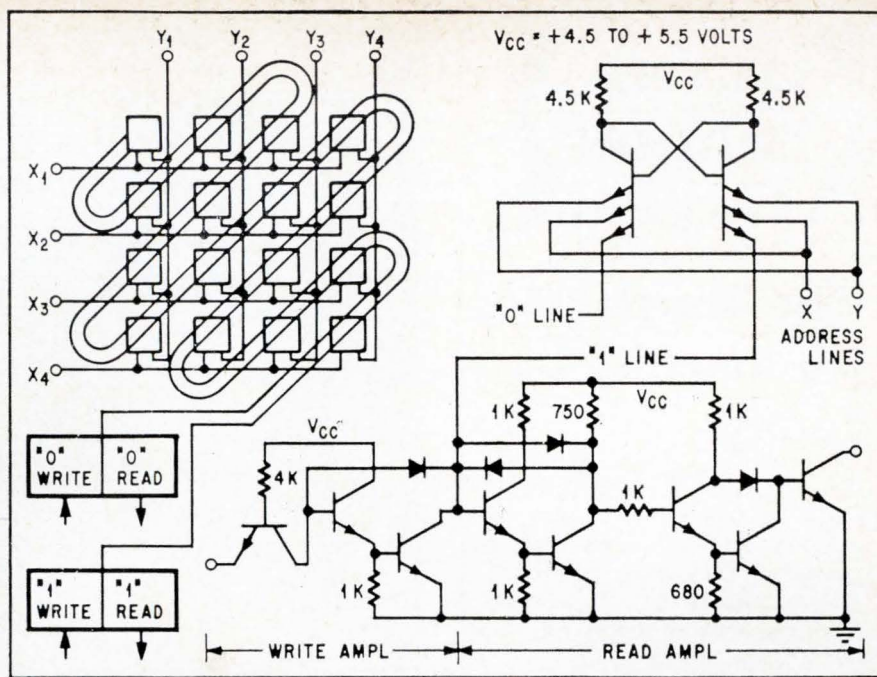 Y1 Y2 Y3 Y4
VCC = +4.5 TO +5.5 VOLTS
VCC
4.5K 4.5K
X1
X2
X3
X4
"0" LINE
X Y
ADDRESS
LINES
"1" LINE
1K 750 VCC 1K
VCC
4K
1K
"0" "0"
WRITE READ
1K 1K 680
"1" "1"
WRITE READ
WRITE AMPL READ AMPL